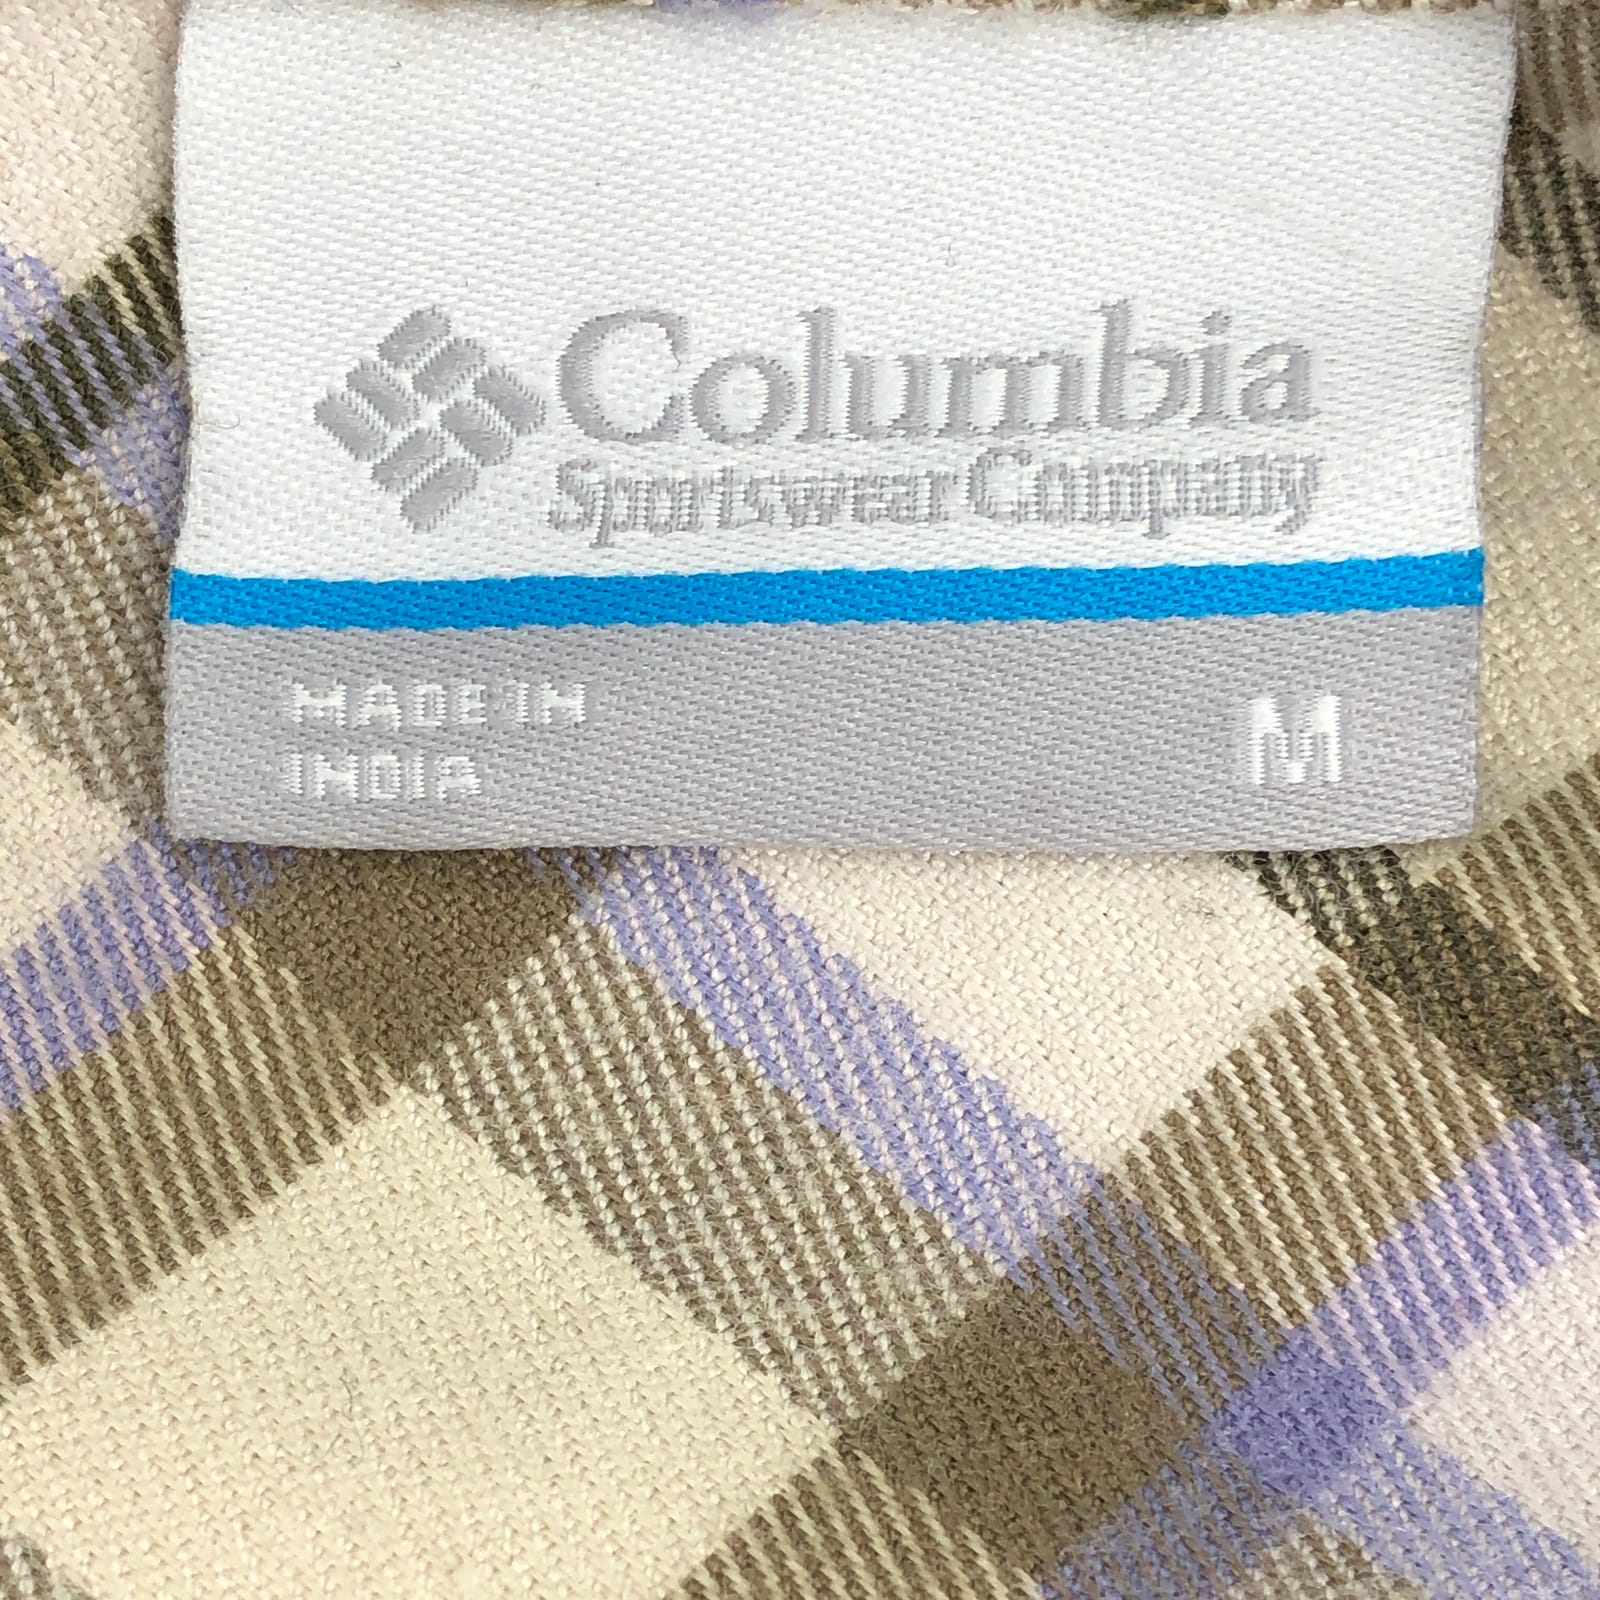 Columbia
Sportswear Company
MADE IN
INDIA
M